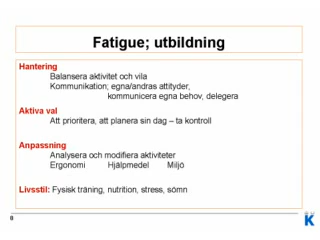 Fatigue; utbildning
Hantering
Balansera aktivitet och vila
Kommunikation; egna/andras attityder,
kommunicera egna behov, delegera
Aktiva val
Att prioritera, att planera sin dag – ta kontroll
Anpassning
Analysera och modifiera aktiviteter
Ergonomi Hjälpmedel Miljö
Livsstil: Fysisk träning, nutrition, stress, sömn
8
K